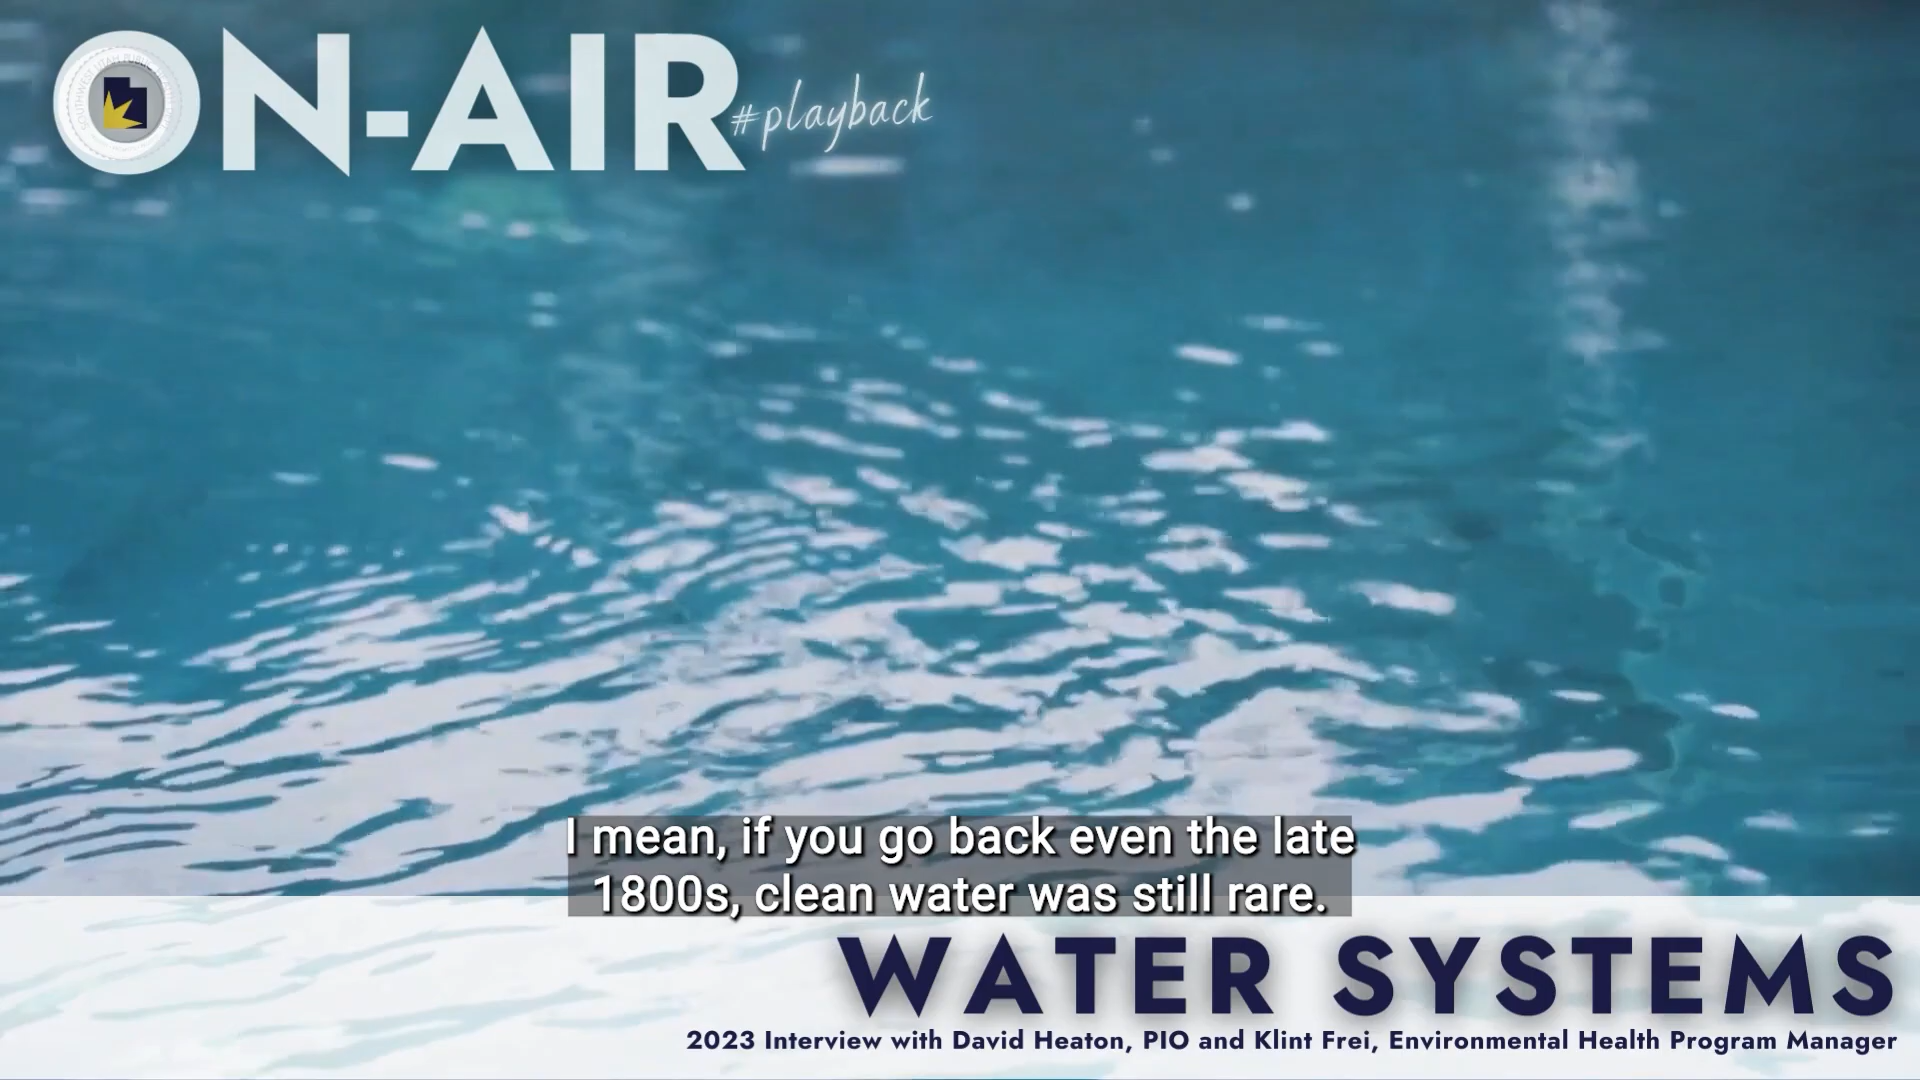 ON-AIR
#playback
I mean, if you go back even the late
1800s, clean water was still rare.
WATER SYSTEMS
2023 Interview with David Heaton, PIO and Klint Frei, Environmental Health Program Manager